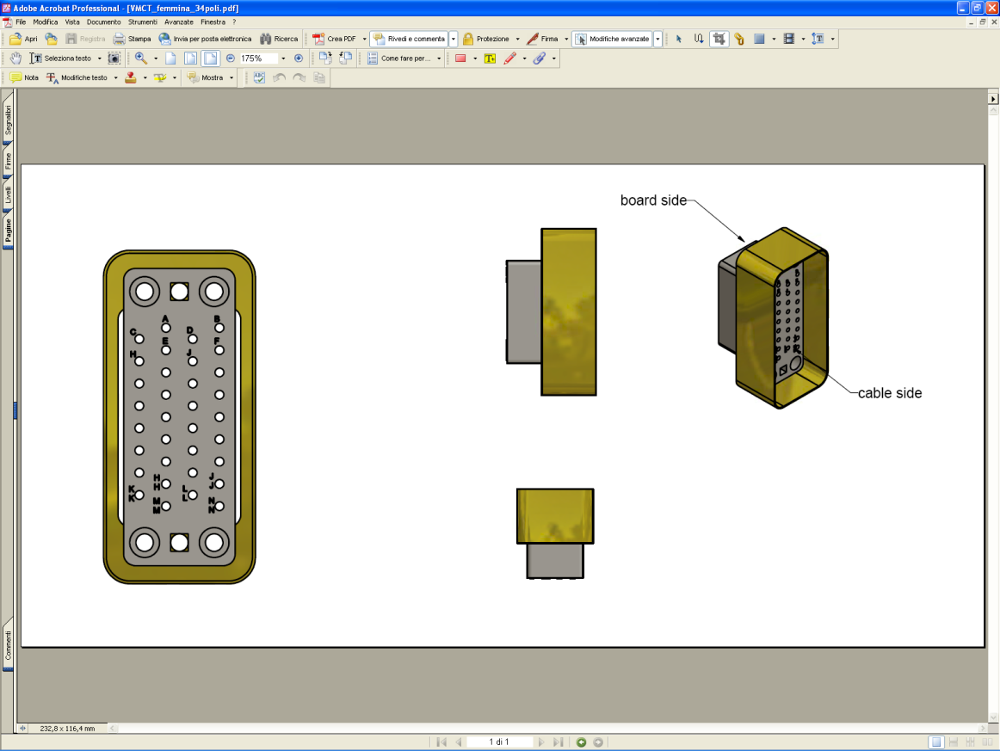 Adobe Acrobat Professional - [VMCT_femmina_34poli.pdf]
File Modifica Vista Documento Strumenti Avanzate Finestra ?
Apri Registra Stampa Invia per posta elettronica Ricerca Crea PDF Rivedi e commenta Protezione Firma Modifiche avanzate
Seleziona testo 175% Come fare per...
Nota Modifiche testo Mostra
Segnalibri
Firme
Livelli
Pagine
Commenti
board side
cable side
A B
C D
E F
H J
H H J J
K K L L
M M N N
232,8 x 116,4 mm
1 di 1